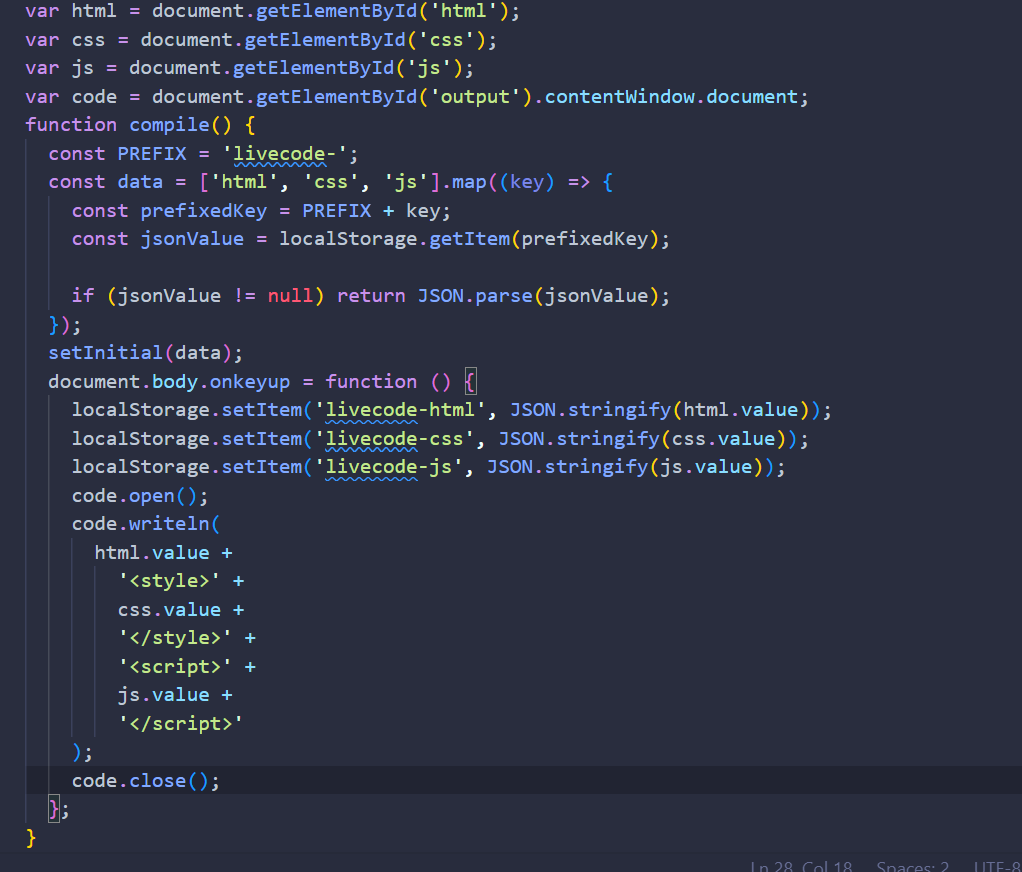 var html = document.getElementById('html');
var css = document.getElementById('css');
var js = document.getElementById('js');
var code = document.getElementById('output').contentWindow.document;
function compile() {
  const PREFIX = 'livecode-';
  const data = ['html', 'css', 'js'].map((key) => {
    const prefixedKey = PREFIX + key;
    const jsonValue = localStorage.getItem(prefixedKey);

    if (jsonValue != null) return JSON.parse(jsonValue);
  });
  setInitial(data);
  document.body.onkeyup = function () {
    localStorage.setItem('livecode-html', JSON.stringify(html.value));
    localStorage.setItem('livecode-css', JSON.stringify(css.value));
    localStorage.setItem('livecode-js', JSON.stringify(js.value));
    code.open();
    code.writeln(
      html.value +
        '<style>' +
        css.value +
        '</style>' +
        '<script>' +
        js.value +
        '</script>'
    );
    code.close();
  };
}
Ln 28, Col 18 Spaces: 2 UTF-8